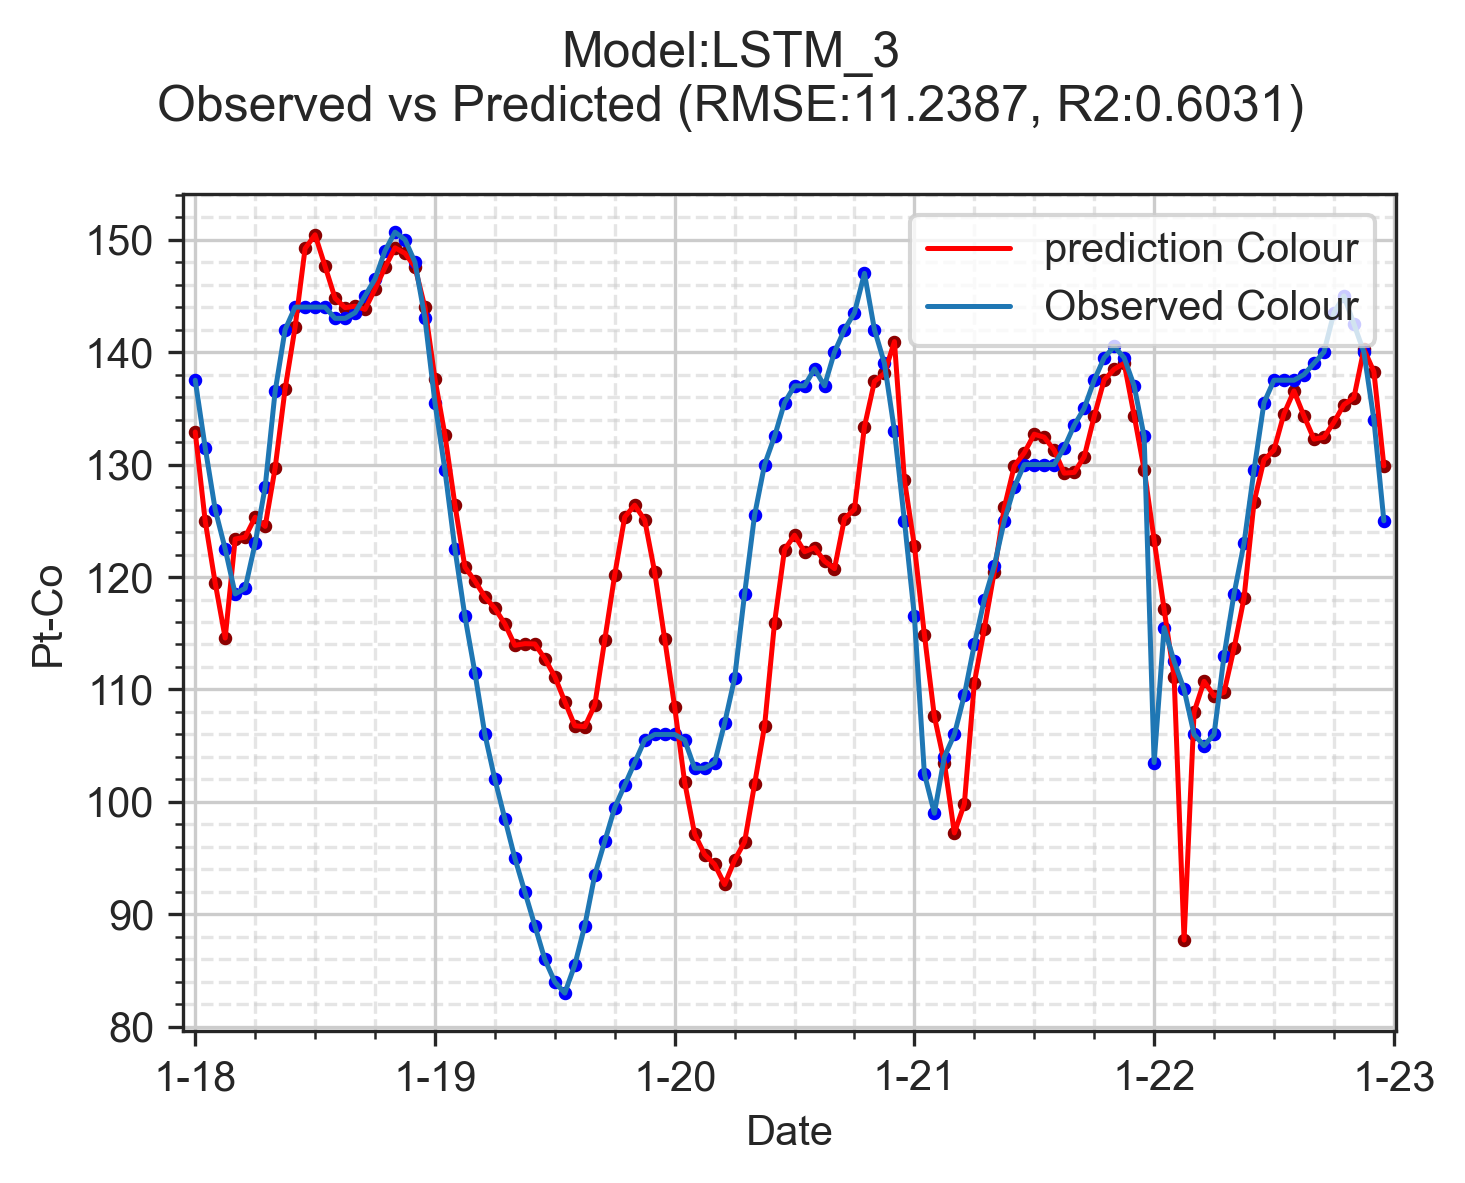 Model:LSTM_3
Observed vs Predicted (RMSE:11.2387, R2:0.6031)
prediction Colour
Observed Colour
150
140
130
120
110
100
90
80
Pt-Co
1-18
1-19
1-20
1-21
1-22
1-23
Date